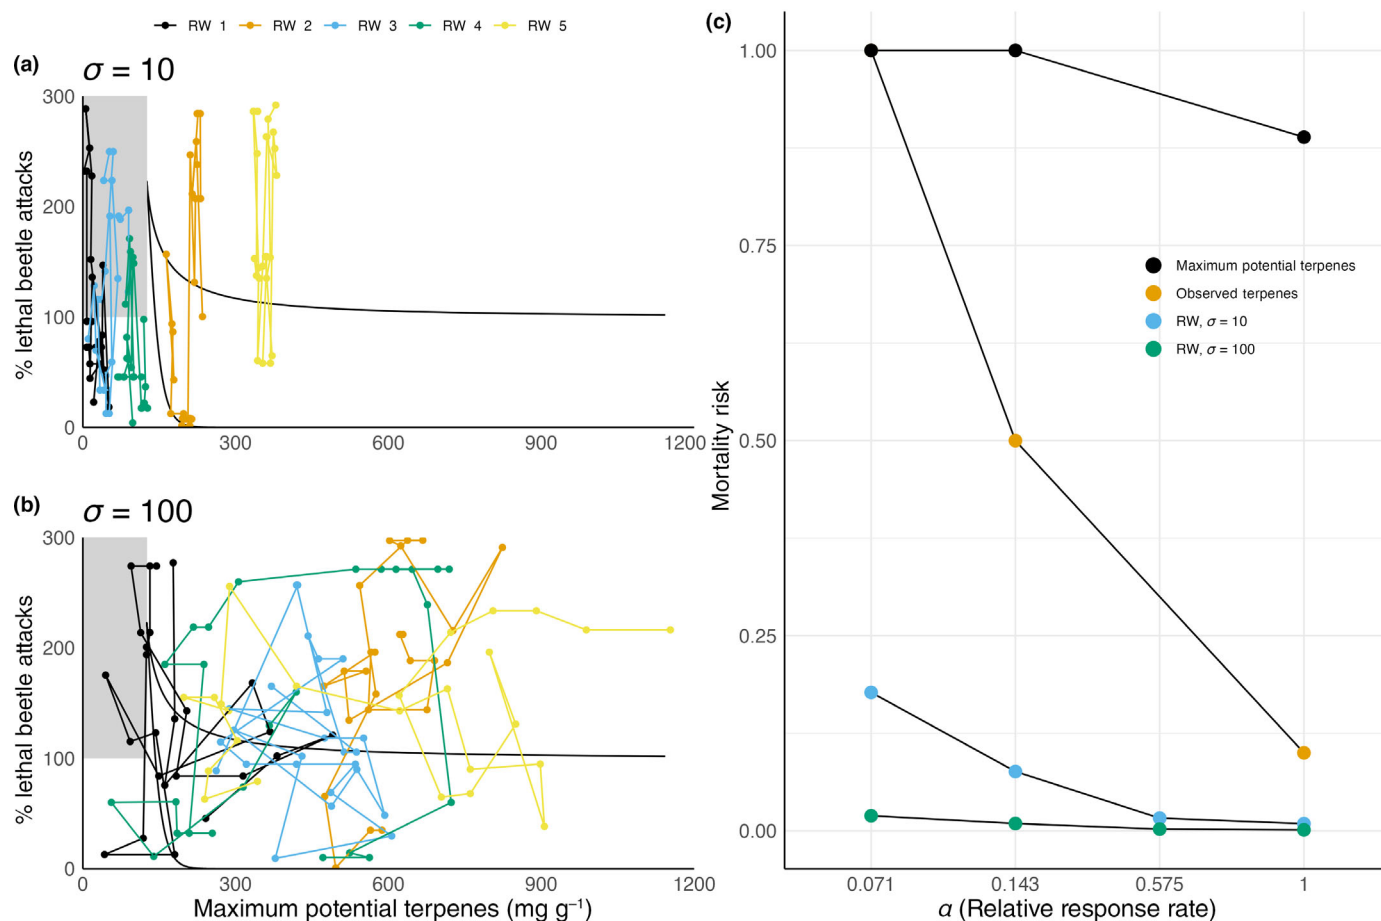 RW 1 RW 2 RW 3 RW 4 RW 5
(a)
σ = 10
% lethal beetle attacks
300
200
100
0
0 300 600 900 1200
(b)
σ = 100
% lethal beetle attacks
300
200
100
0
0 300 600 900 1200
Maximum potential terpenes (mg g⁻¹)
(c)
Mortality risk
1.00
0.75
0.50
0.25
0.00
Maximum potential terpenes
Observed terpenes
RW, σ = 10
RW, σ = 100
0.071 0.143 0.575 1
α (Relative response rate)